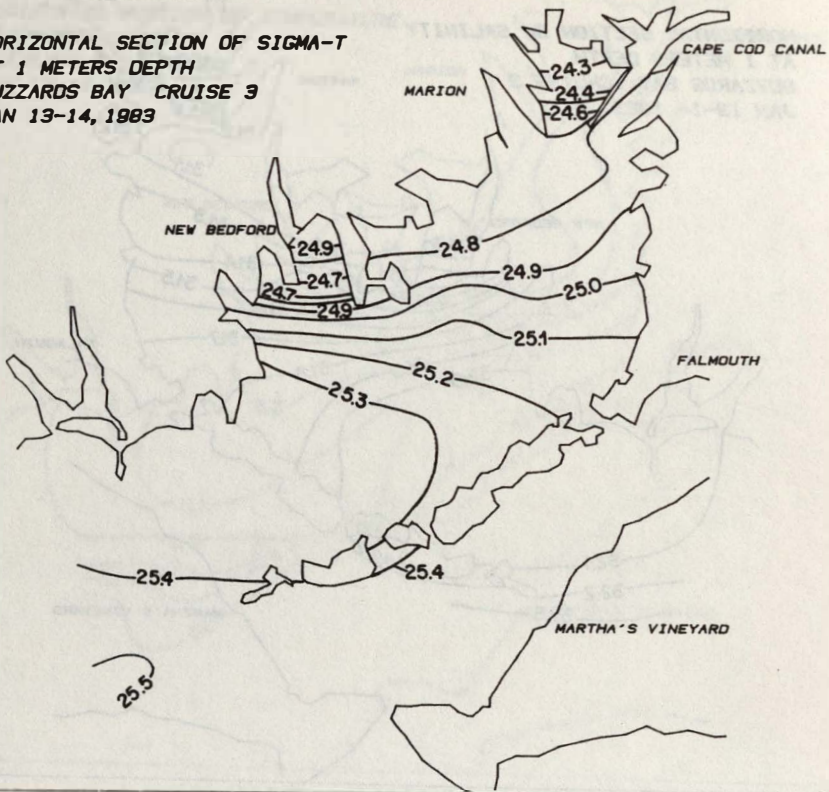 ORIZONTAL SECTION OF SIGMA-T
T 1 METERS DEPTH
UZZARDS BAY CRUISE 3
AN 13-14, 1983
CAPE COD CANAL
MARION
24.3
24.4
24.6
NEW BEDFORD
24.9
24.8
24.7
24.9
24.7
25.0
24.9
25.1
FALMOUTH
25.2
25.3
25.4
25.4
MARTHA'S VINEYARD
25.5